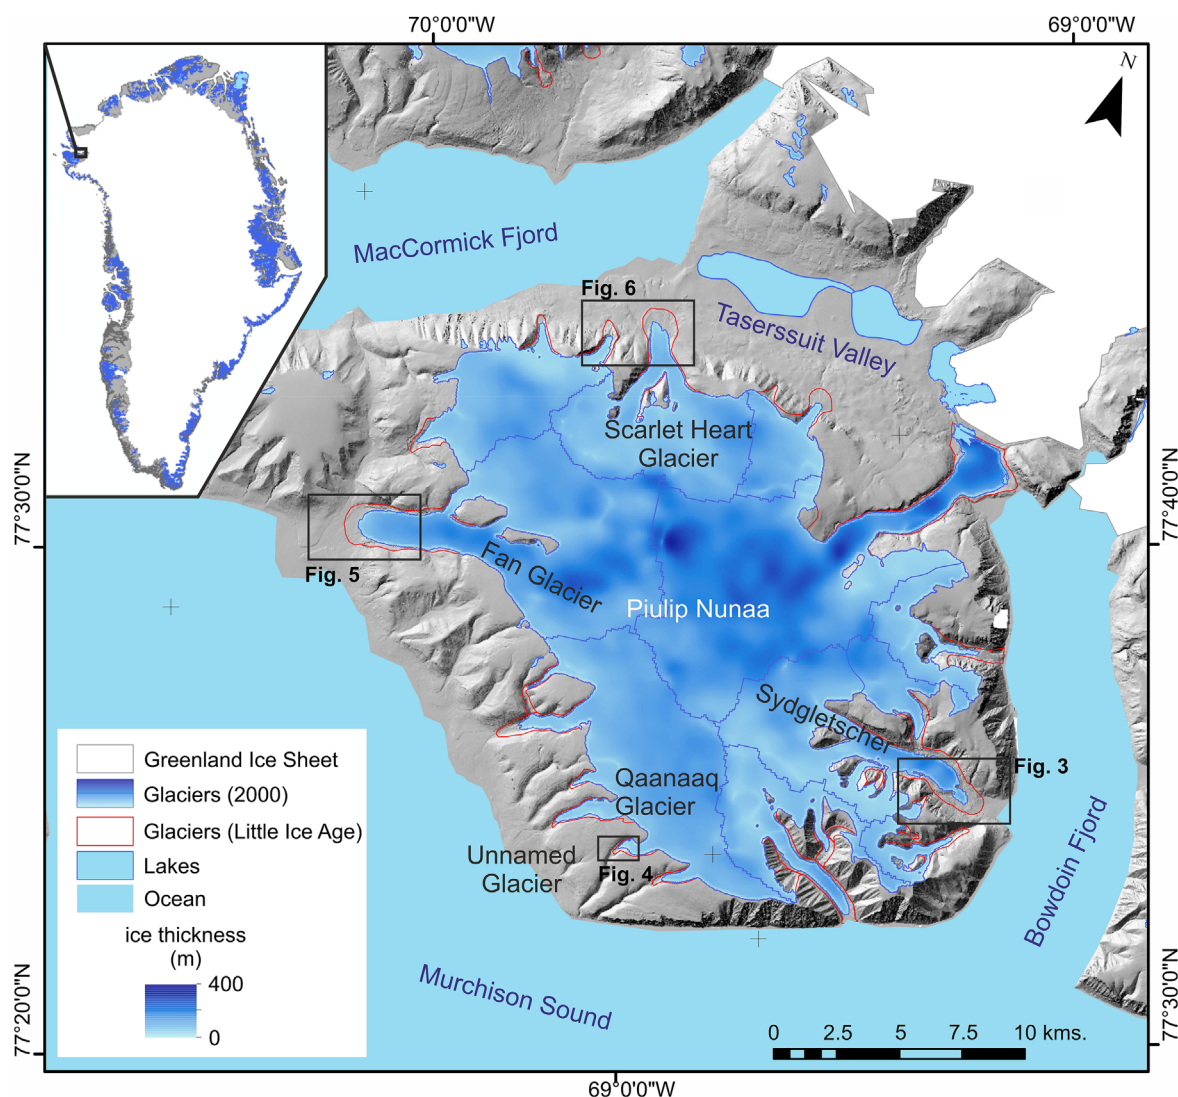 70°0'0"W
69°0'0"W
N
MacCormick Fjord
Fig. 6
Taserssuit Valley
Scarlet Heart
Glacier
77°30'0"N
77°40'0"N
Fig. 5
Fan Glacier
Piulip Nunaa
Sydgletscher
Fig. 3
Qaanaaq
Glacier
Unnamed
Glacier
Fig. 4
Bowdoin Fjord
Murchison Sound
Greenland Ice Sheet
Glaciers (2000)
Glaciers (Little Ice Age)
Lakes
Ocean
ice thickness
(m)
400
0
77°20'0"N
77°30'0"N
0 2.5 5 7.5 10 kms.
69°0'0"W